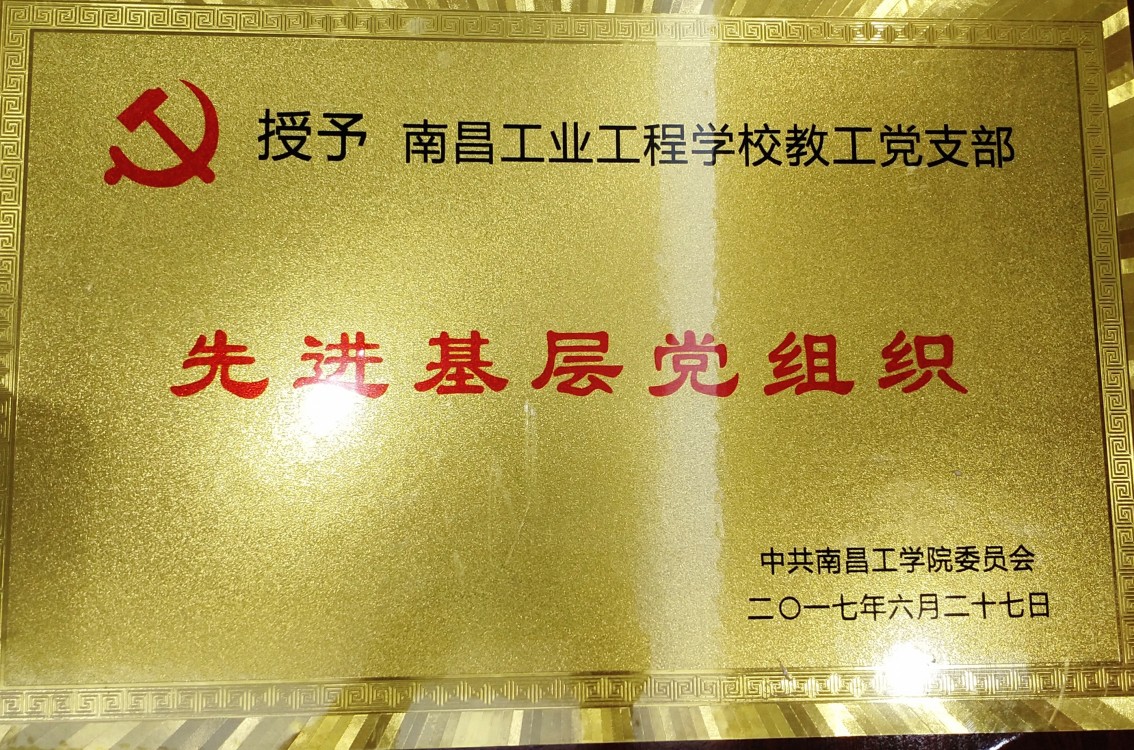 授予 南昌工业工程学校教工党支部
先进基层党组织
中共南昌工学院委员会
二〇一七年六月二十七日